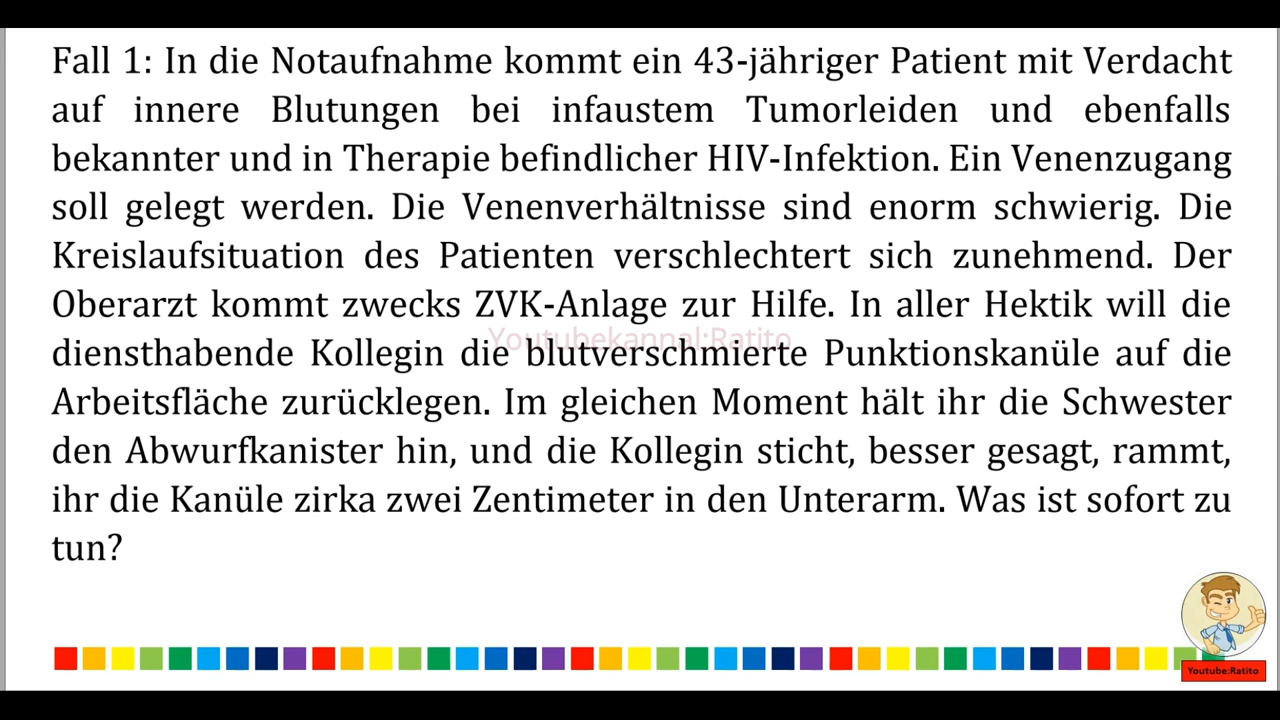 Fall 1: In die Notaufnahme kommt ein 43-jähriger Patient mit Verdacht
auf innere Blutungen bei infaustem Tumorleiden und ebenfalls
bekannter und in Therapie befindlicher HIV-Infektion. Ein Venenzugang
soll gelegt werden. Die Venenverhältnisse sind enorm schwierig. Die
Kreislaufsituation des Patienten verschlechtert sich zunehmend. Der
Oberarzt kommt zwecks ZVK-Anlage zur Hilfe. In aller Hektik will die
Youtubekannal:Ratito
diensthabende Kollegin die blutverschmierte Punktionskanüle auf die
Arbeitsfläche zurücklegen. Im gleichen Moment hält ihr die Schwester
den Abwurfkanister hin, und die Kollegin sticht, besser gesagt, rammt,
ihr die Kanüle zirka zwei Zentimeter in den Unterarm. Was ist sofort zu
tun?
Youtube:Ratito